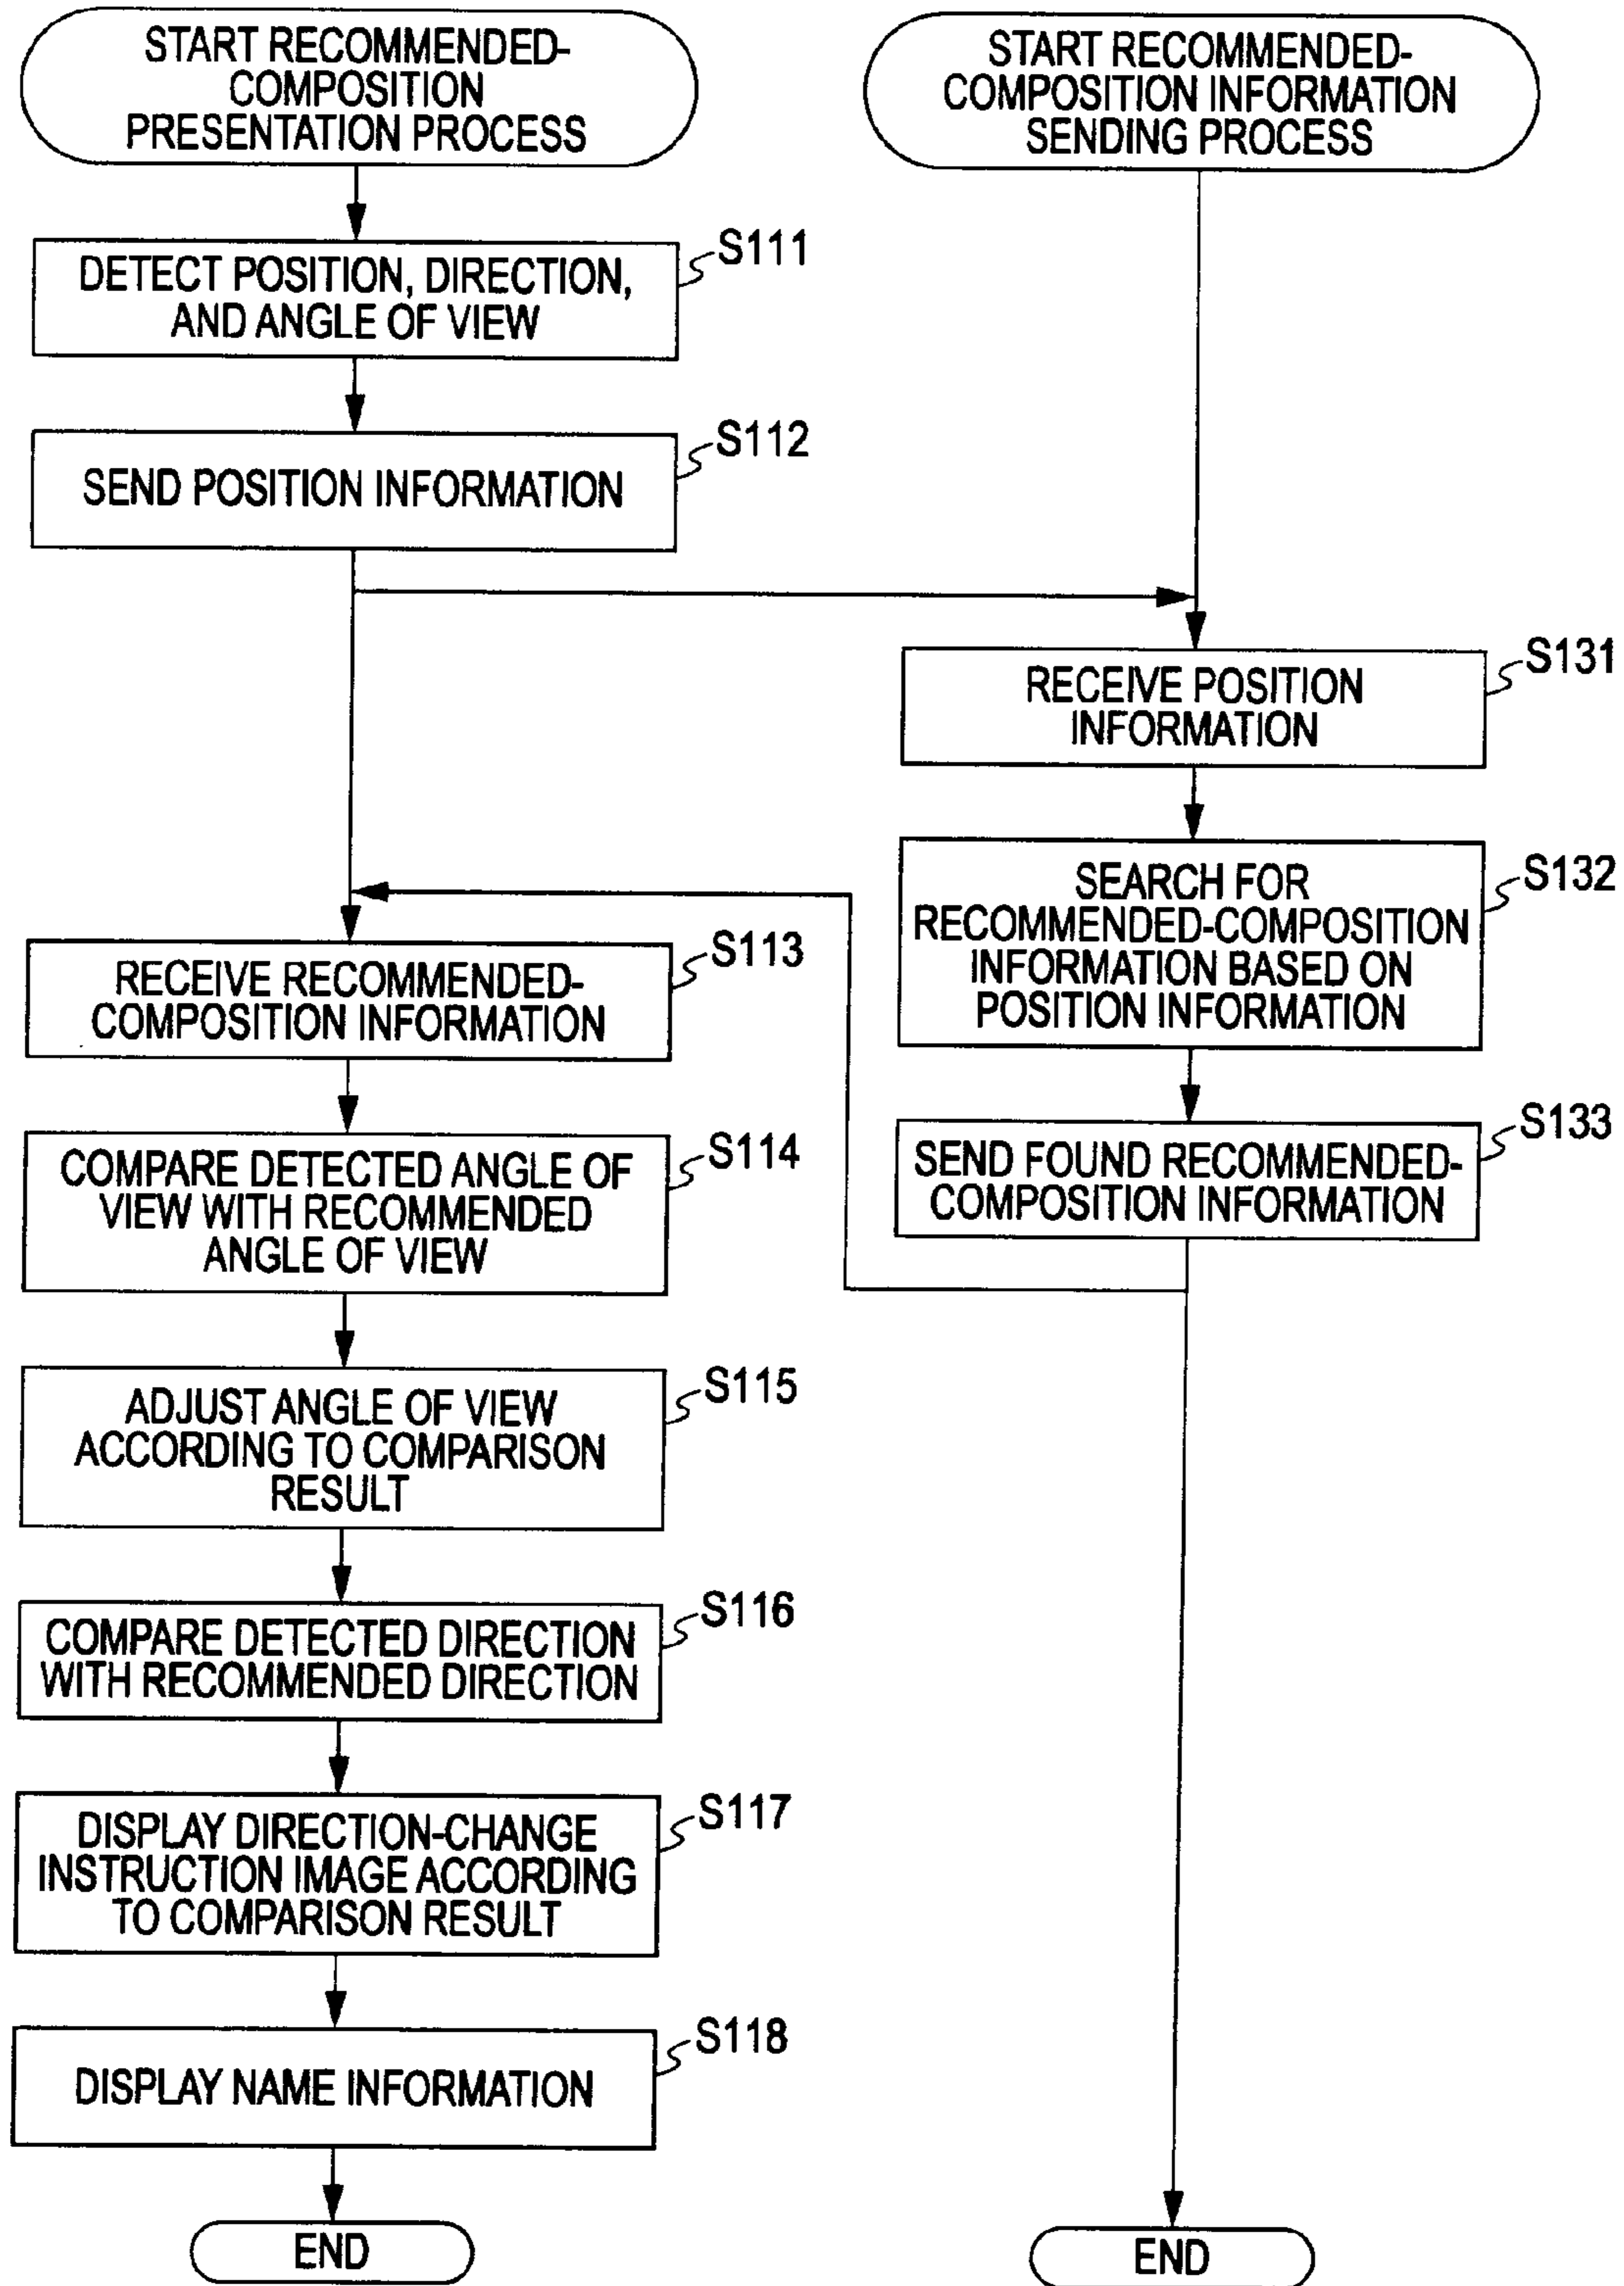 START RECOMMENDED-
COMPOSITION
PRESENTATION PROCESS
DETECT POSITION, DIRECTION,
AND ANGLE OF VIEW
S111
SEND POSITION INFORMATION
S112
RECEIVE RECOMMENDED-
COMPOSITION INFORMATION
S113
COMPARE DETECTED ANGLE OF
VIEW WITH RECOMMENDED
ANGLE OF VIEW
S114
ADJUST ANGLE OF VIEW
ACCORDING TO COMPARISON
RESULT
S115
COMPARE DETECTED DIRECTION
WITH RECOMMENDED DIRECTION
S116
DISPLAY DIRECTION-CHANGE
INSTRUCTION IMAGE ACCORDING
TO COMPARISON RESULT
S117
DISPLAY NAME INFORMATION
S118
END
START RECOMMENDED-
COMPOSITION INFORMATION
SENDING PROCESS
RECEIVE POSITION
INFORMATION
S131
SEARCH FOR
RECOMMENDED-COMPOSITION
INFORMATION BASED ON
POSITION INFORMATION
S132
SEND FOUND RECOMMENDED-
COMPOSITION INFORMATION
S133
END